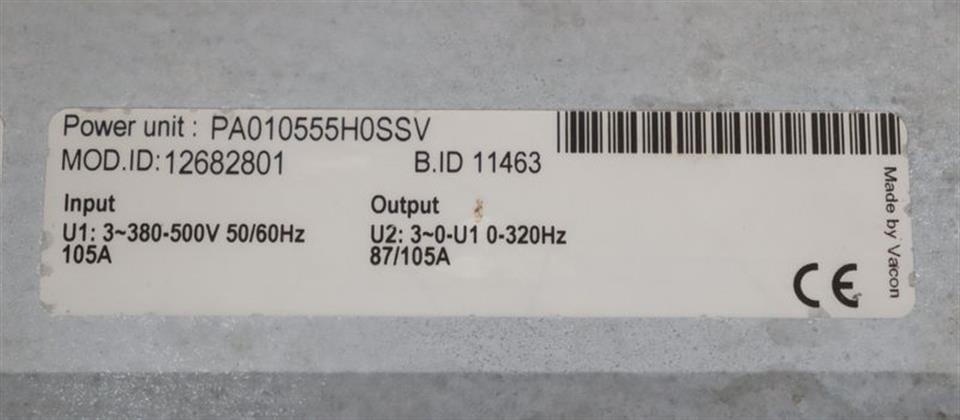 Power unit : PA010555H0SSV
MOD.ID:12682801 B.ID 11463
Input
U1: 3~380-500V 50/60Hz
105A
Output
U2: 3~0-U1 0-320Hz
87/105A
Made by Vacon
CE